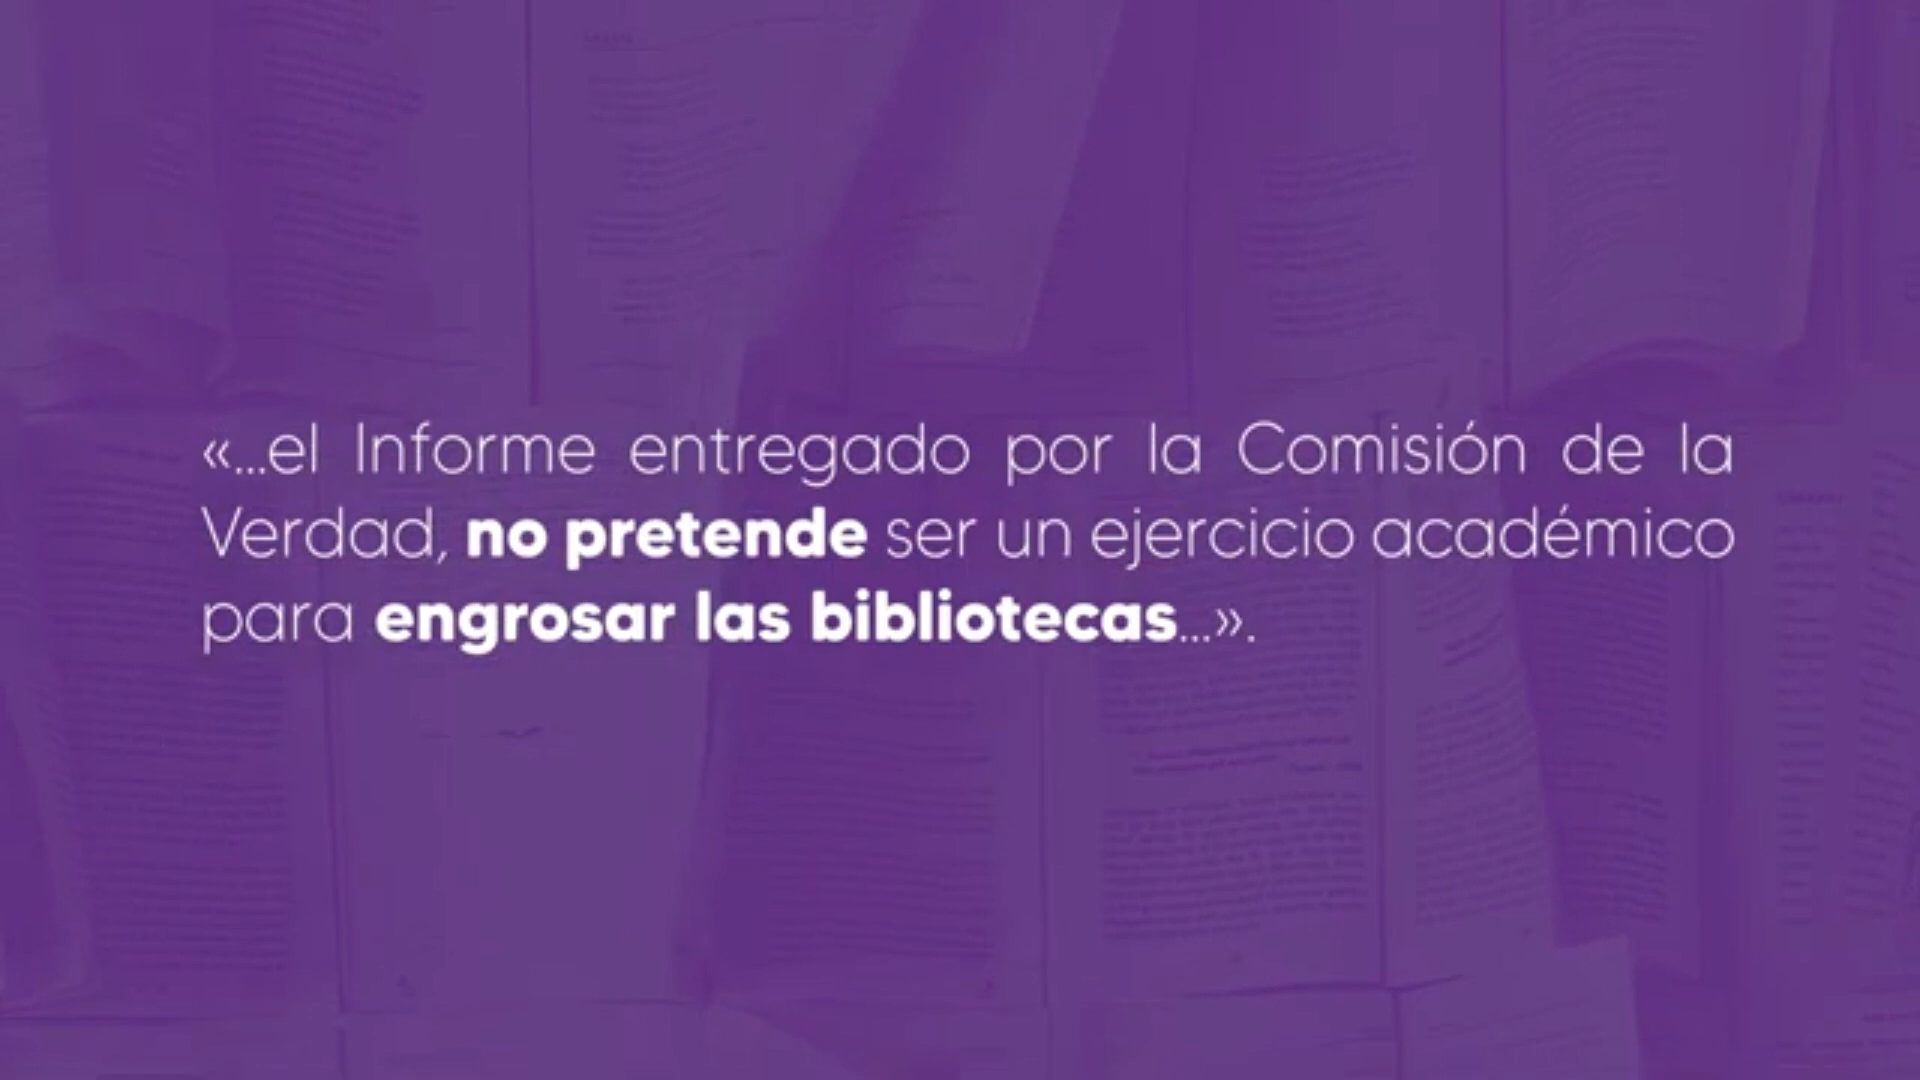 «...el Informe entregado por la Comisión de la
Verdad, no pretende ser un ejercicio académico
para engrosar las bibliotecas...».